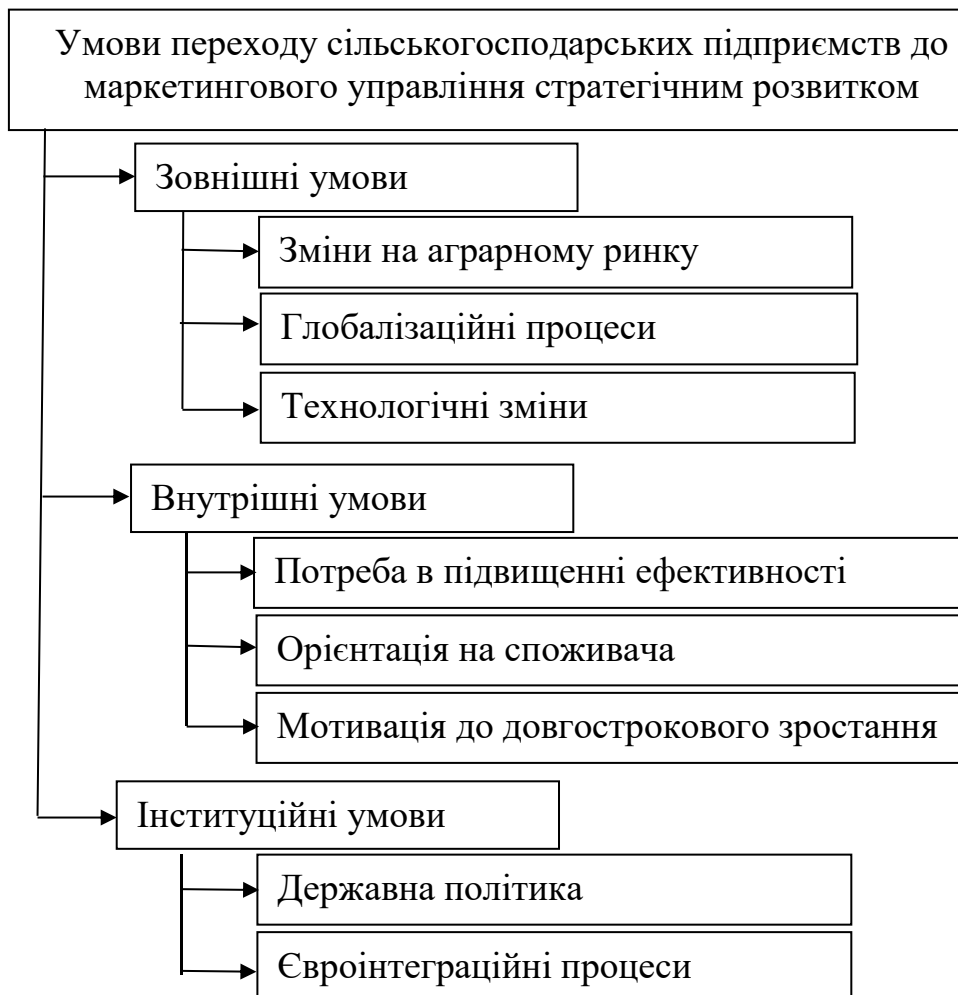 Умови переходу сільськогосподарських підприємств до
маркетингового управління стратегічним розвитком
Зовнішні умови
Зміни на аграрному ринку
Глобалізаційні процеси
Технологічні зміни
Внутрішні умови
Потреба в підвищенні ефективності
Орієнтація на споживача
Мотивація до довгострокового зростання
Інституційні умови
Державна політика
Євроінтеграційні процеси